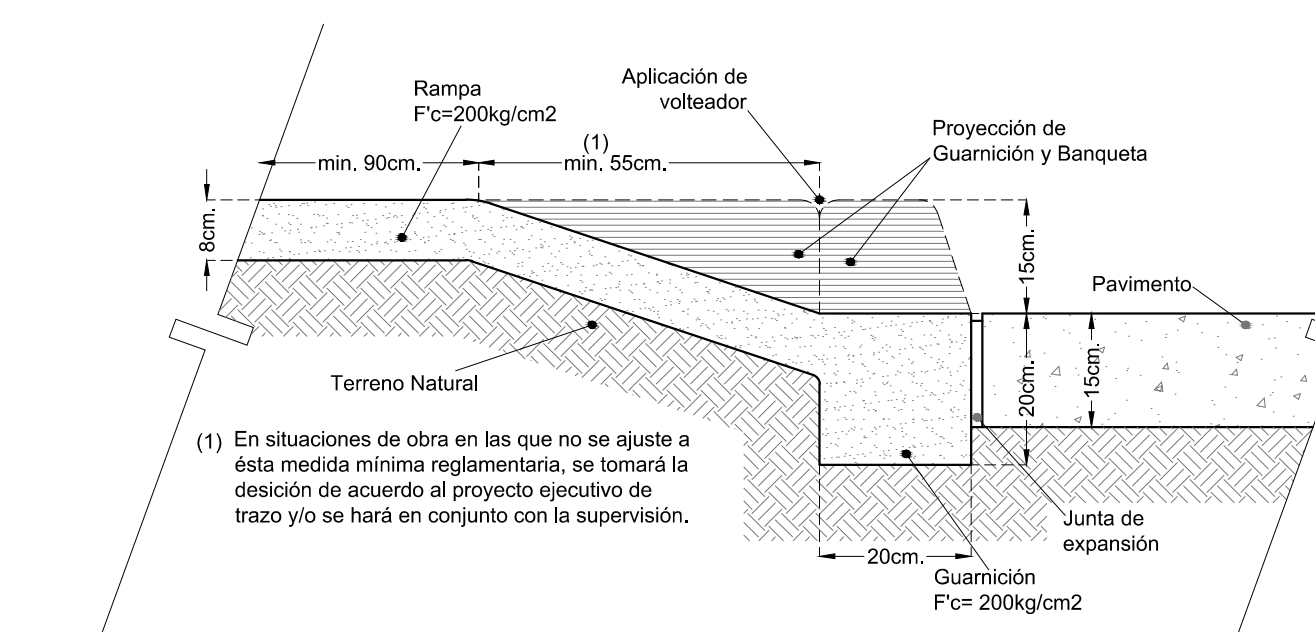 Rampa
F'c=200kg/cm2
Aplicación de
volteador
Proyección de
Guarnición y Banqueta
(1)
min. 90cm.
min. 55cm.
8cm.
15cm.
Pavimento
20cm.
15cm.
Terreno Natural
(1) En situaciones de obra en las que no se ajuste a
ésta medida mínima reglamentaria, se tomará la
desición de acuerdo al proyecto ejecutivo de
trazo y/o se hará en conjunto con la supervisión.
Junta de
expansión
20cm.
Guarnición
F'c= 200kg/cm2